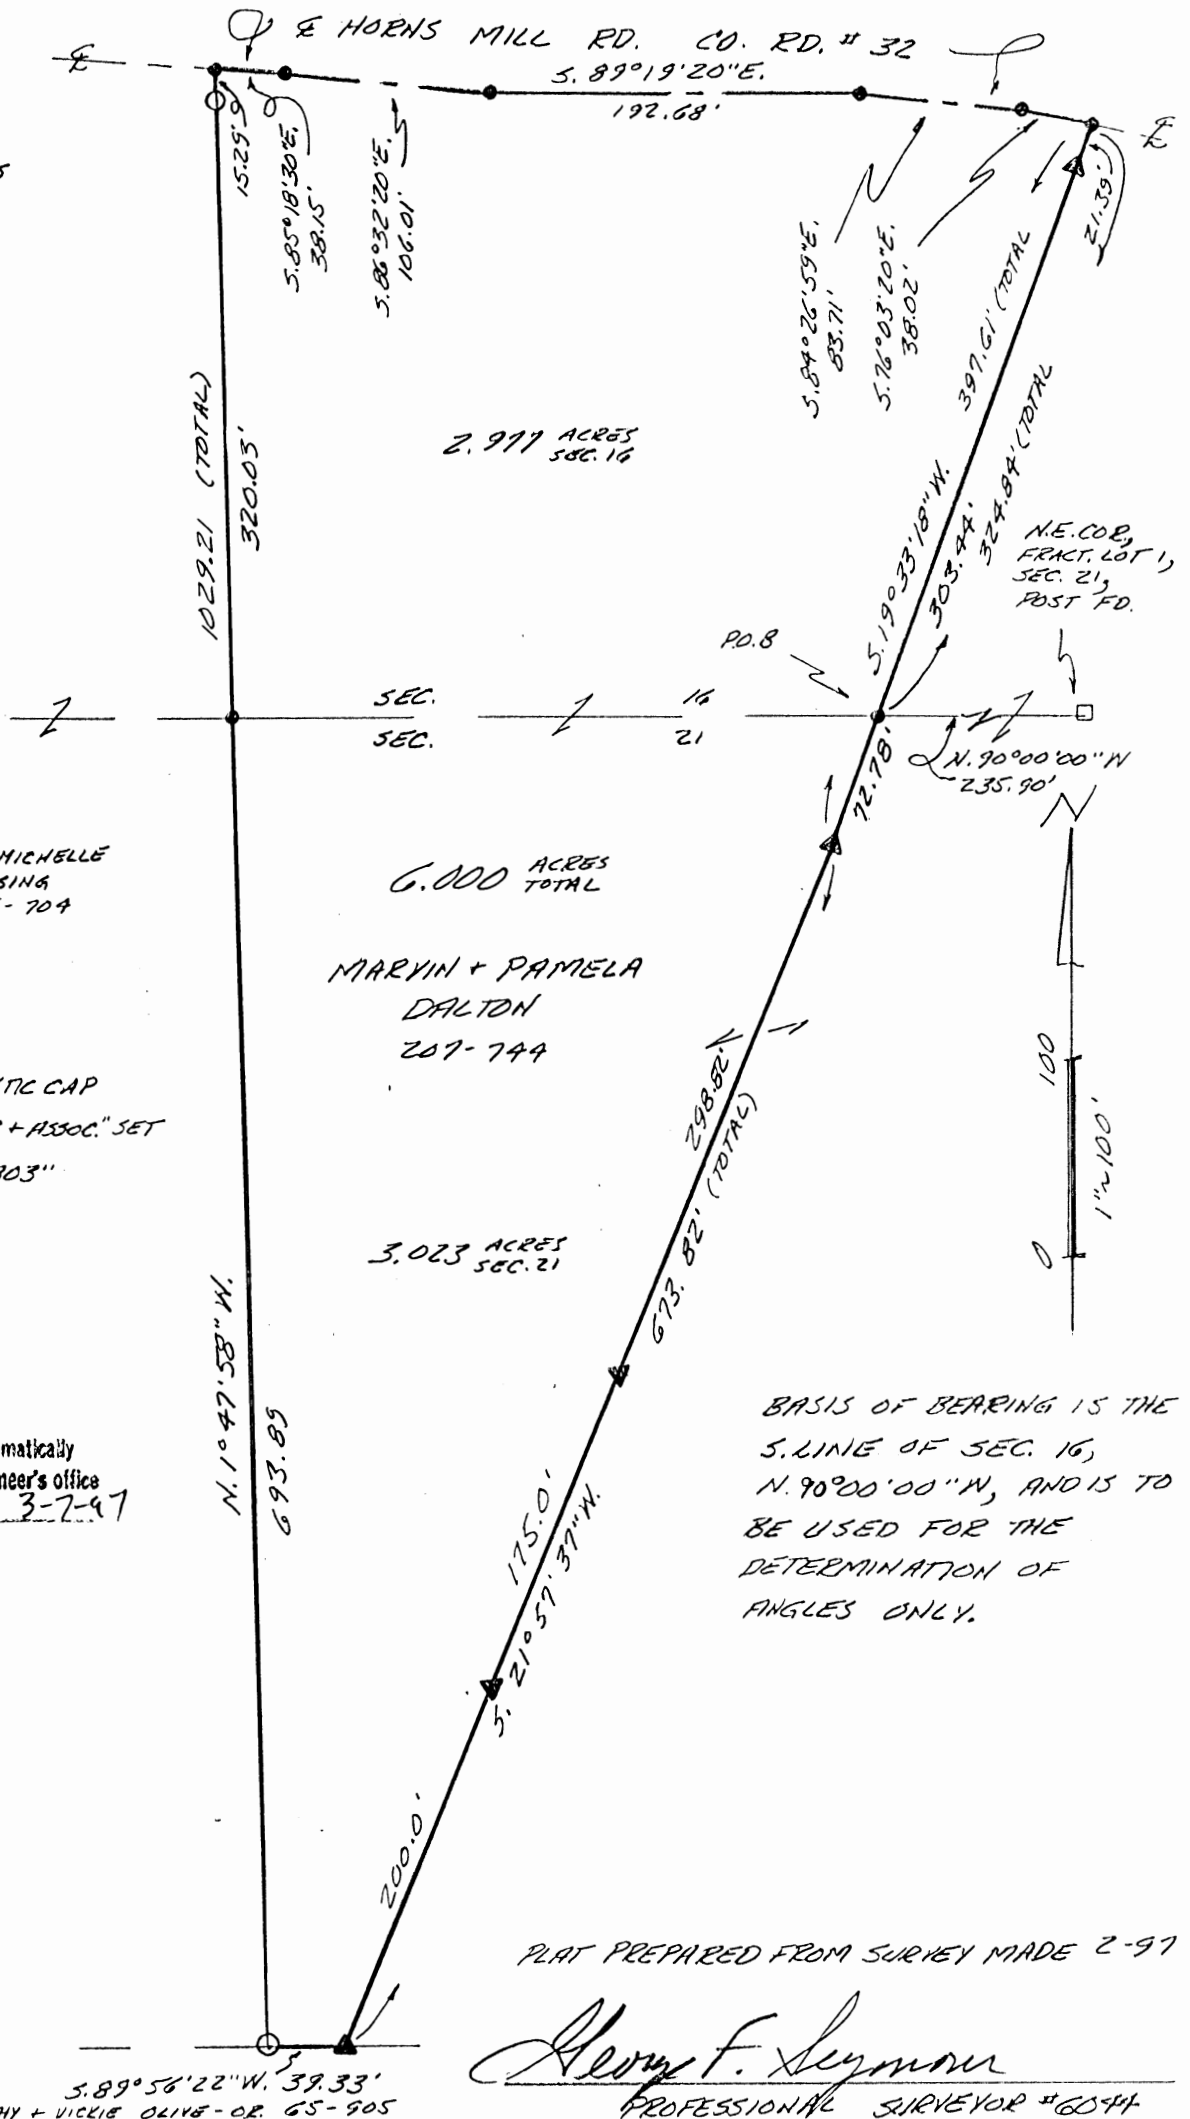 ℄ HORNS MILL RD. CO. RD. # 32
℄
S. 89°19'20"E.
192.68'
℄
15.29'
S. 85°18'30"E.
38.15'
S. 86°32'20"E.
106.01'
S. 84°26'59"E.
83.71'
S. 76°03'20"E.
38.02'
21.39'
397.61' (TOTAL
324.84' (TOTAL
303.44'
S. 19°33'18"W.
1029.21 (TOTAL)
320.03'
2.977 ACRES
SEC. 16
N.E. COR,
FRACT. LOT 1,
SEC. 21,
POST FD.
P.O.B
SEC. 16
SEC. 21
N. 90°00'00"W
235.90'
72.78'
N
MICHELLE
SING
- 704
6.000 ACRES
TOTAL
MARVIN + PAMELA
DALTON
207-744
298.82'
673.82' (TOTAL)
100
0
1"~100'
TIC CAP
+ ASSOC." SET
303"
3.023 ACRES
SEC. 21
N. 1°47'58"W.
693.89
matically
neer's office
3-7-97
BASIS OF BEARING IS THE
S. LINE OF SEC. 16,
N. 90°00'00"W, AND IS TO
BE USED FOR THE
DETERMINATION OF
ANGLES ONLY.
175.0'
S. 21°57'37"W.
200.0'
PLAT PREPARED FROM SURVEY MADE 2-97
George F. Seymour
PROFESSIONAL SURVEYOR #6044
S. 89°56'22"W. 39.33'
HY + VICKIE OLIVE - OR. 65-905